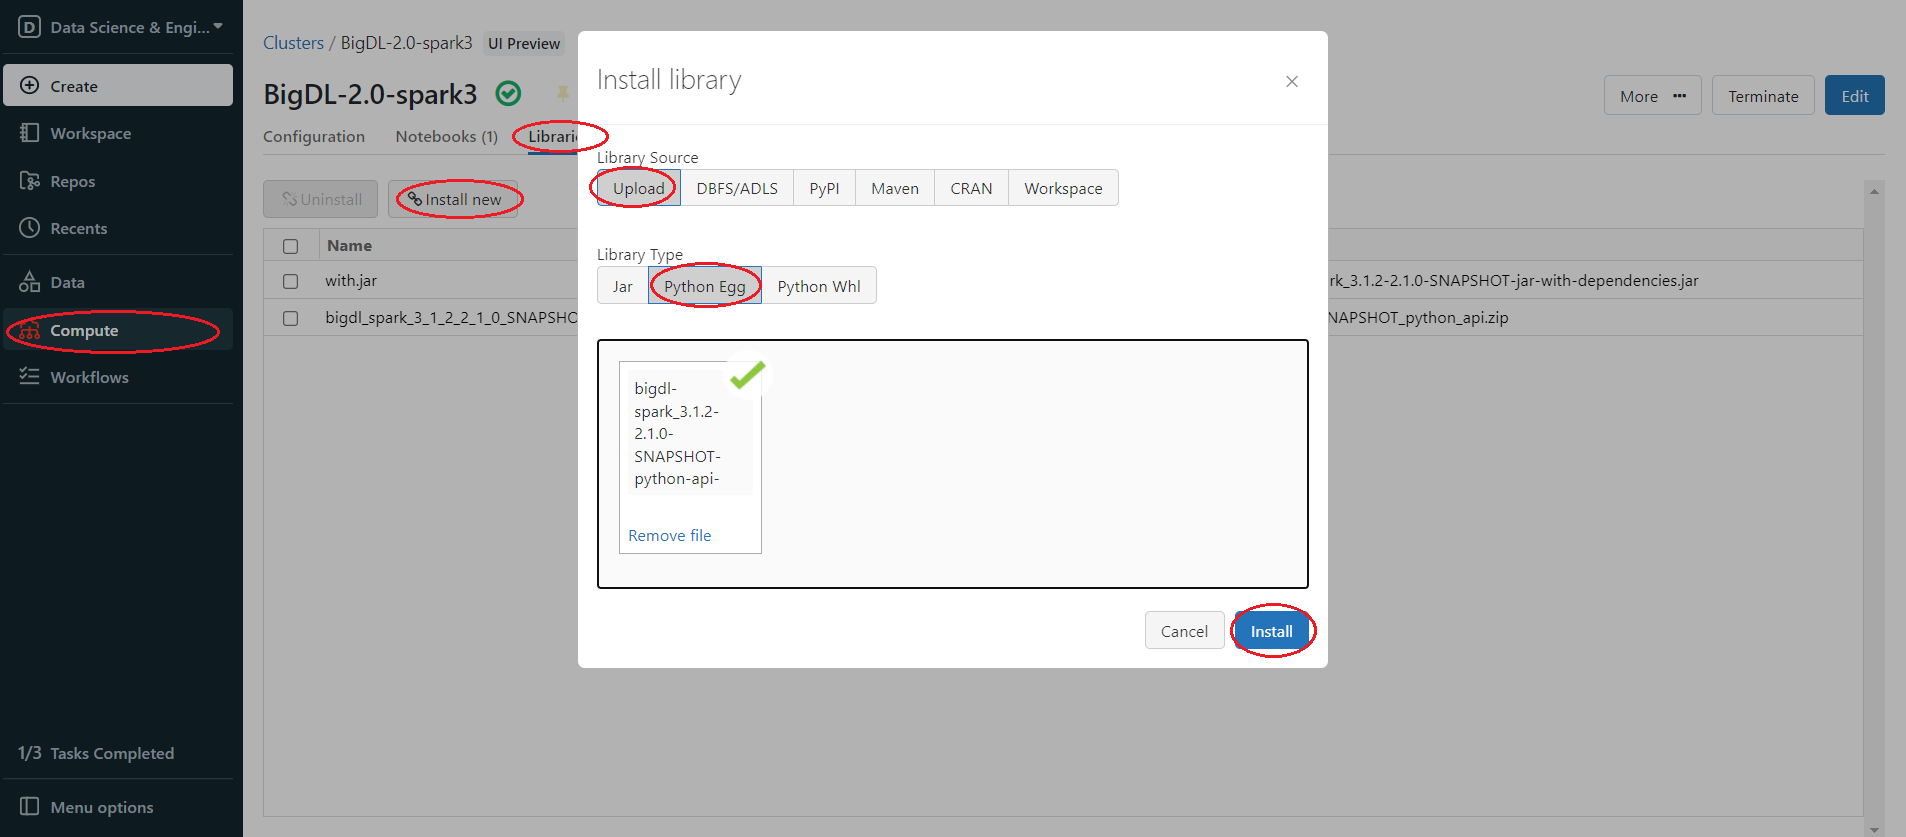 D Data Science & Engi...
Create
Workspace
Repos
Recents
Data
Compute
Workflows
1/3 Tasks Completed
Menu options
Clusters / BigDL-2.0-spark3 UI Preview
BigDL-2.0-spark3
More ... Terminate Edit
Configuration Notebooks (1) Librari
Uninstall Install new
Name
with.jar
rk_3.1.2-2.1.0-SNAPSHOT-jar-with-dependencies.jar
bigdl_spark_3_1_2_2_1_0_SNAPSHO
NAPSHOT_python_api.zip
Install library
Library Source
Upload DBFS/ADLS PyPI Maven CRAN Workspace
Library Type
Jar Python Egg Python Whl
bigdl-
spark_3.1.2-
2.1.0-
SNAPSHOT-
python-api-
Remove file
Cancel Install